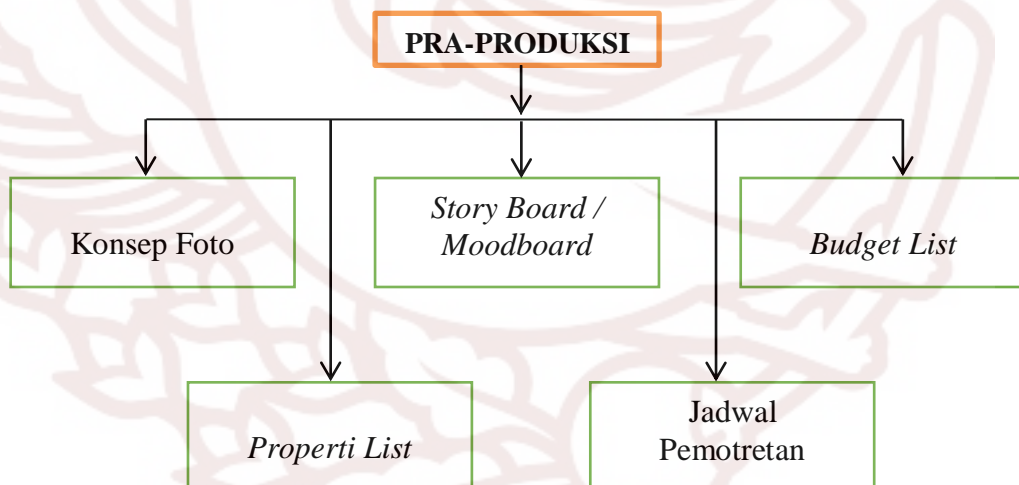 PRA-PRODUKSI
Konsep Foto
Story Board /
Moodboard
Budget List
Properti List
Jadwal
Pemotretan